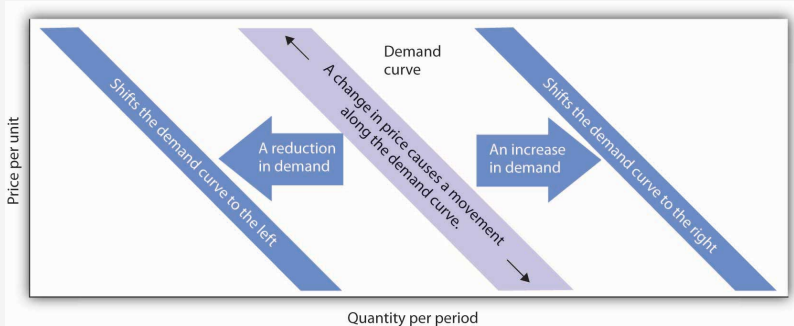 Demand
curve
Shifts the demand curve to the left
A reduction
in demand
A change in price causes a movement
along the demand curve.
An increase
in demand
Shifts the demand curve to the right
Price per unit
Quantity per period